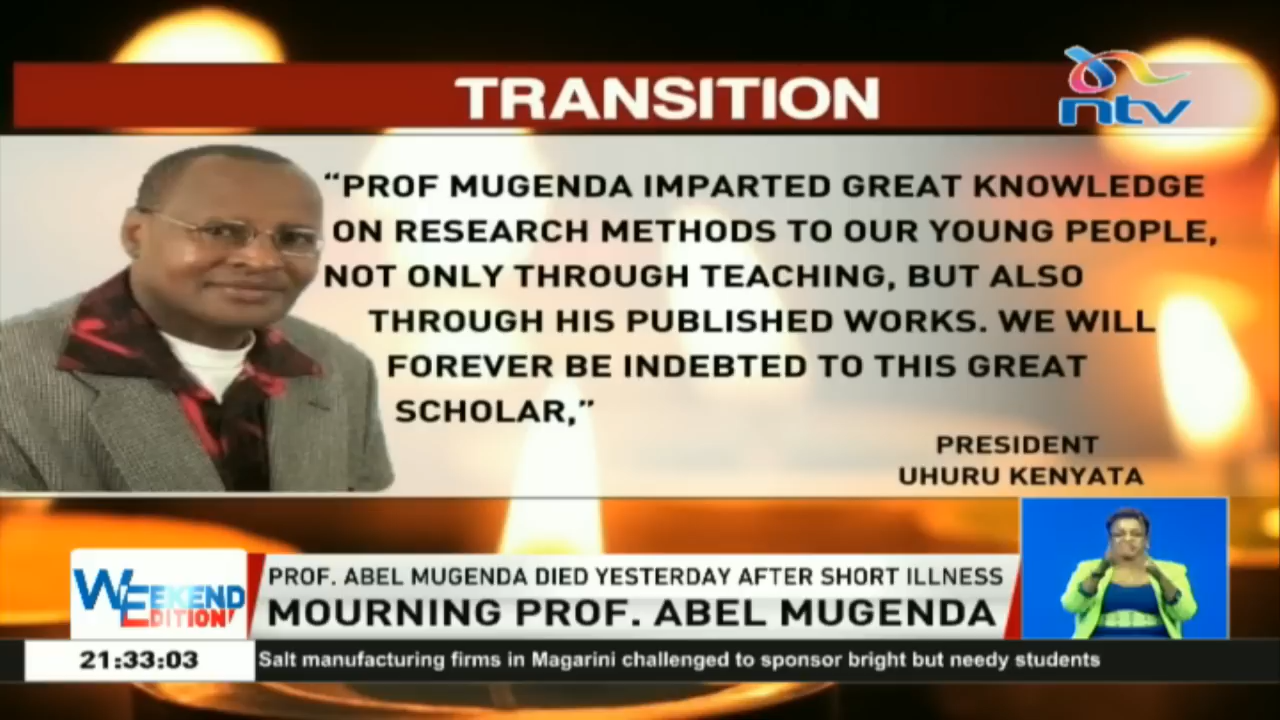 TRANSITION
ntv
“PROF MUGENDA IMPARTED GREAT KNOWLEDGE
ON RESEARCH METHODS TO OUR YOUNG PEOPLE,
NOT ONLY THROUGH TEACHING, BUT ALSO
THROUGH HIS PUBLISHED WORKS. WE WILL
FOREVER BE INDEBTED TO THIS GREAT
SCHOLAR,”
PRESIDENT
UHURU KENYATA
WEEKEND
EDITION
PROF. ABEL MUGENDA DIED YESTERDAY AFTER SHORT ILLNESS
MOURNING PROF. ABEL MUGENDA
21:33:03
Salt manufacturing firms in Magarini challenged to sponsor bright but needy students